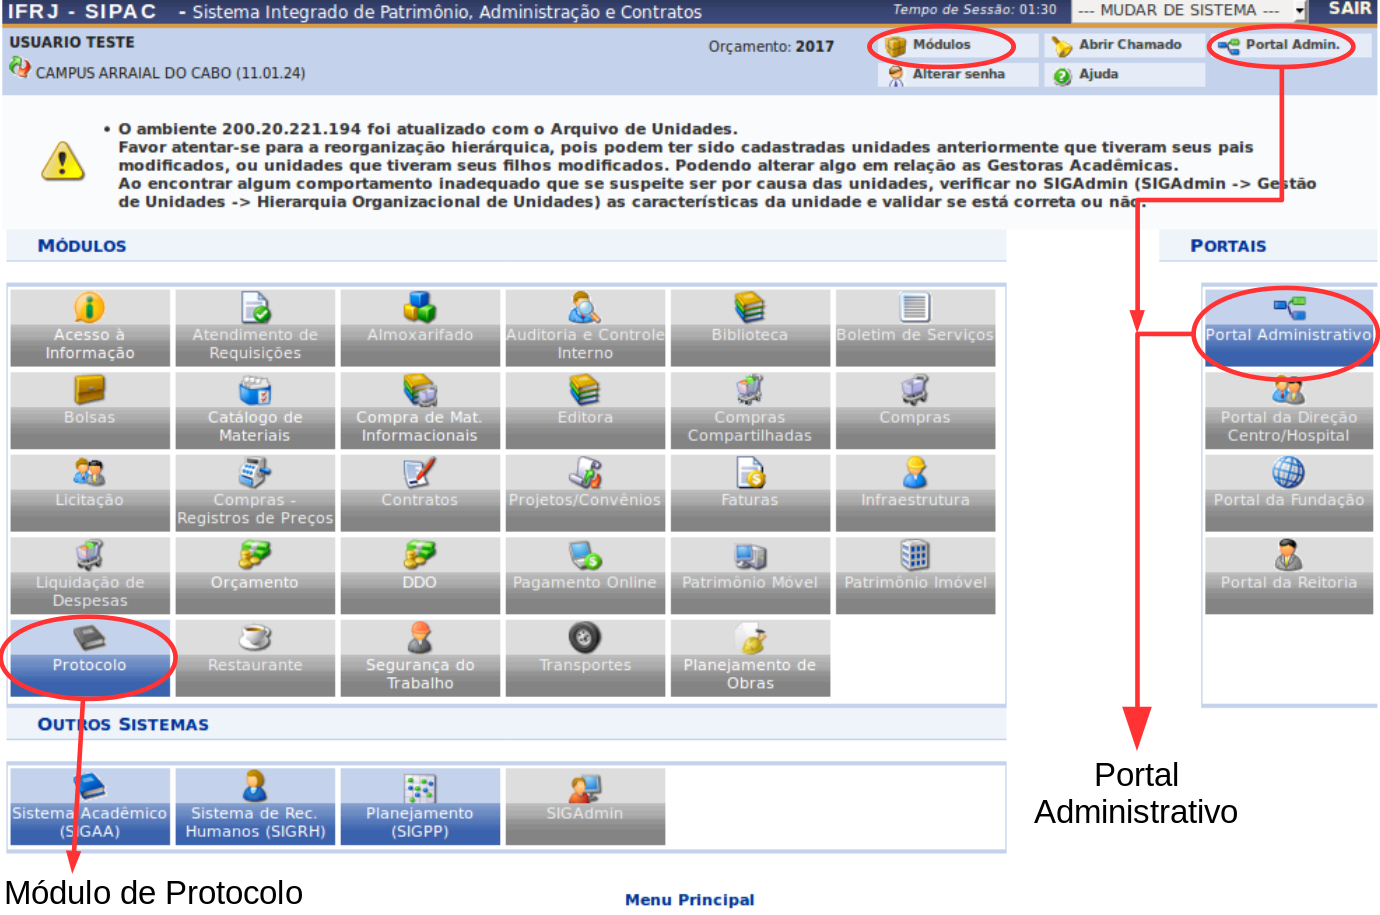 IFRJ - SIPAC - Sistema Integrado de Patrimônio, Administração e Contratos
Tempo de Sessão: 01:30
--- MUDAR DE SISTEMA ---
SAIR
USUARIO TESTE
Orçamento: 2017
Módulos
Abrir Chamado
Portal Admin.
CAMPUS ARRAIAL DO CABO (11.01.24)
Alterar senha
Ajuda
• O ambiente 200.20.221.194 foi atualizado com o Arquivo de Unidades.
Favor atentar-se para a reorganização hierárquica, pois podem ter sido cadastradas unidades anteriormente que tiveram seus pais
modificados, ou unidades que tiveram seus filhos modificados. Podendo alterar algo em relação as Gestoras Acadêmicas.
Ao encontrar algum comportamento inadequado que se suspeite ser por causa das unidades, verificar no SIGAdmin (SIGAdmin -> Gestão
de Unidades -> Hierarquia Organizacional de Unidades) as características da unidade e validar se está correta ou não.
MÓDULOS
PORTAIS
Acesso à
Informação
Atendimento de
Requisições
Almoxarifado
Auditoria e Controle
Interno
Biblioteca
Boletim de Serviços
Portal Administrativo
Bolsas
Catálogo de
Materiais
Compra de Mat.
Informacionais
Editora
Compras
Compartilhadas
Compras
Portal da Direção
Centro/Hospital
Licitação
Compras -
Registros de Preços
Contratos
Projetos/Convênios
Faturas
Infraestrutura
Portal da Fundação
Liquidação de
Despesas
Orçamento
DDO
Pagamento Online
Patrimônio Móvel
Patrimônio Imóvel
Portal da Reitoria
Protocolo
Restaurante
Segurança do
Trabalho
Transportes
Planejamento de
Obras
OUTROS SISTEMAS
Sistema Acadêmico
(SIGAA)
Sistema de Rec.
Humanos (SIGRH)
Planejamento
(SIGPP)
SIGAdmin
Portal
Administrativo
Módulo de Protocolo
Menu Principal